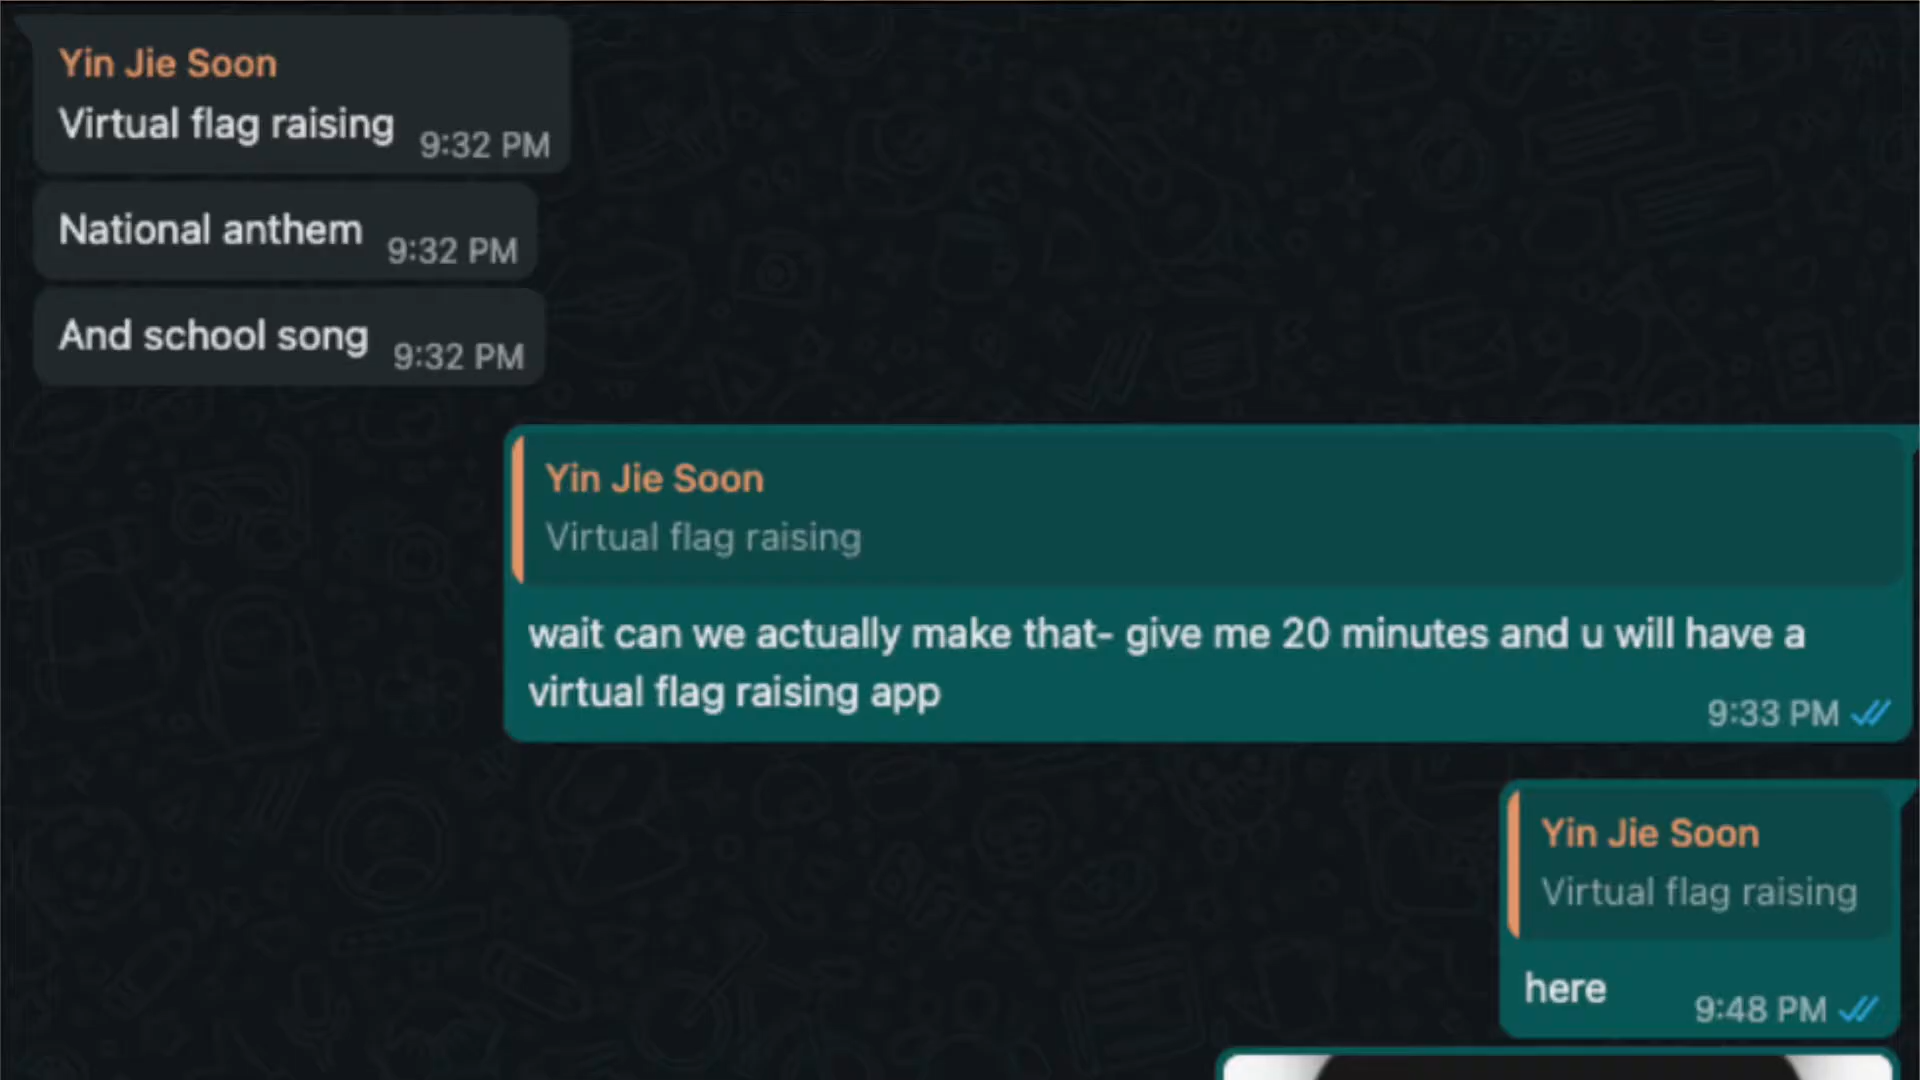 Yin Jie Soon
Virtual flag raising 9:32 PM
National anthem 9:32 PM
And school song 9:32 PM
Yin Jie Soon
Virtual flag raising
wait can we actually make that- give me 20 minutes and u will have a
virtual flag raising app
9:33 PM
Yin Jie Soon
Virtual flag raising
here 9:48 PM